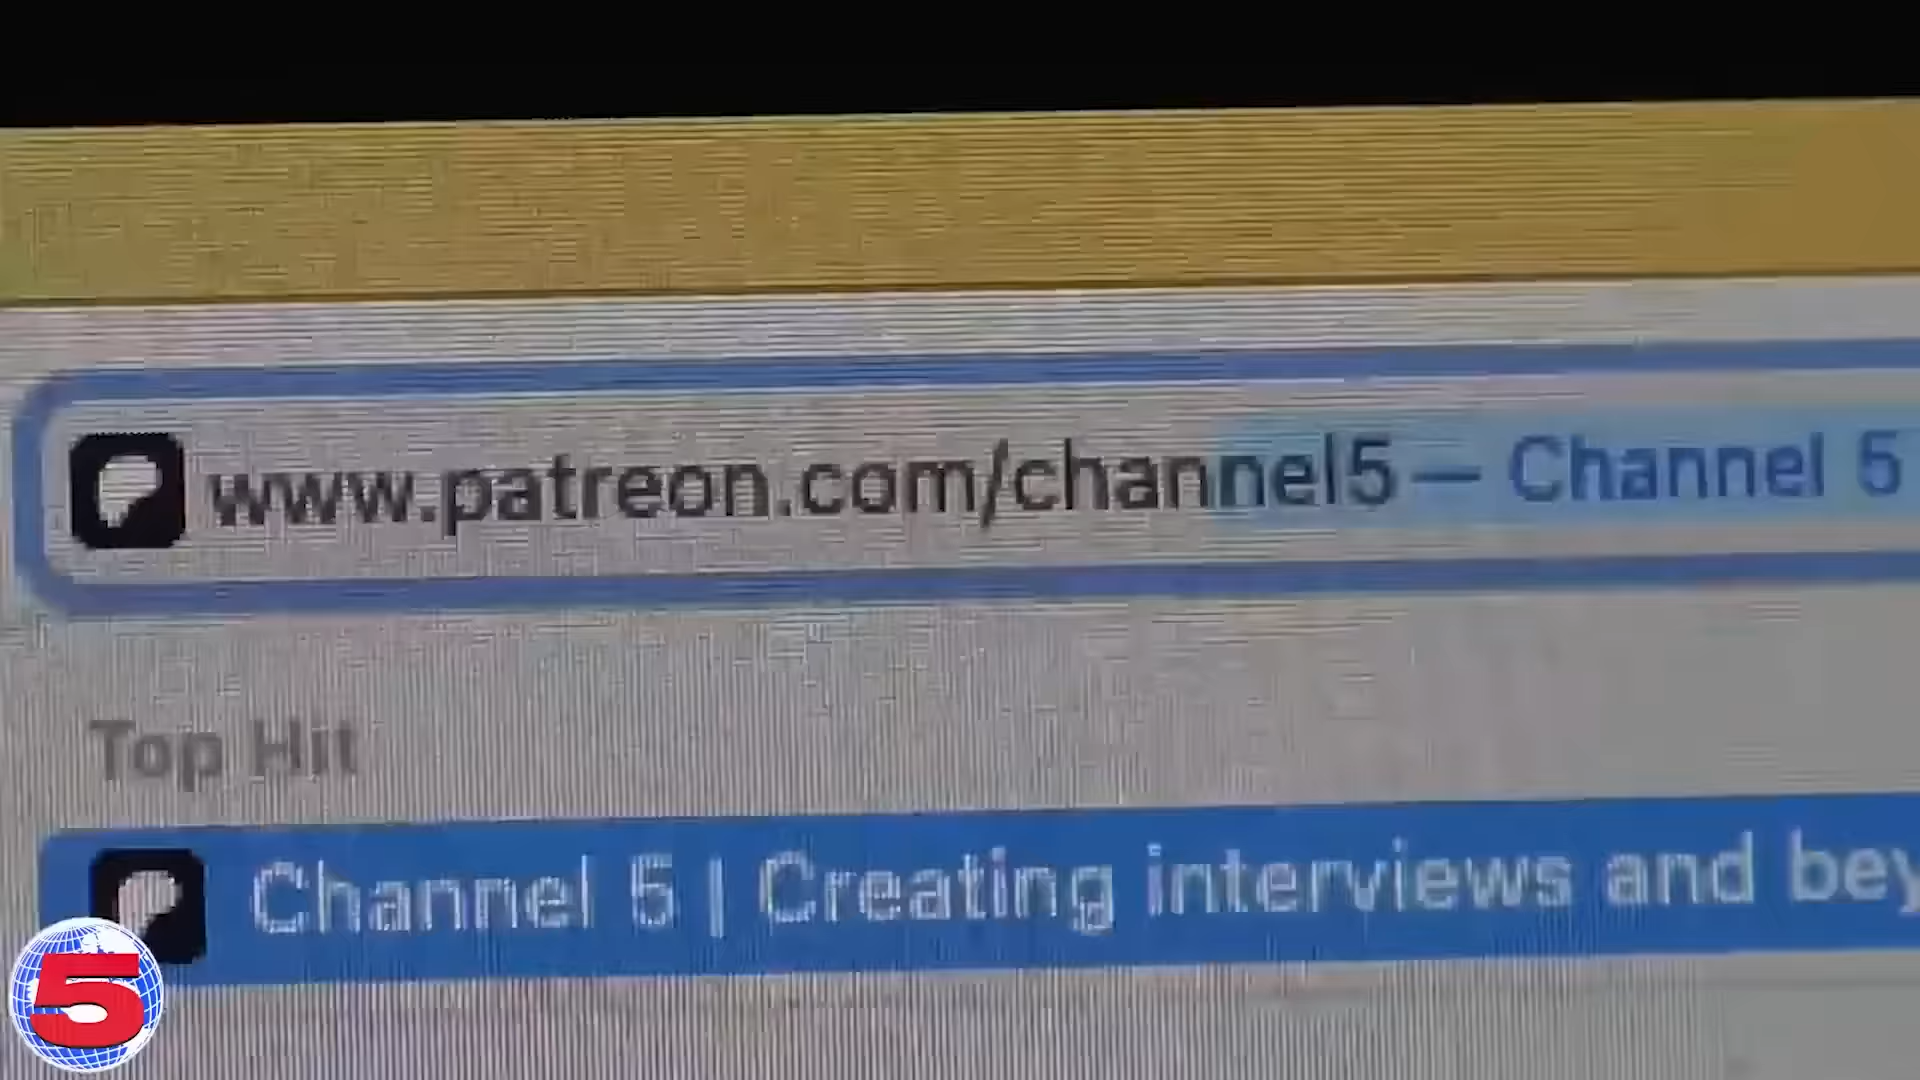 www.patreon.com/channel5 — Channel 5
Top Hit
Channel 5 | Creating interviews and bey
5